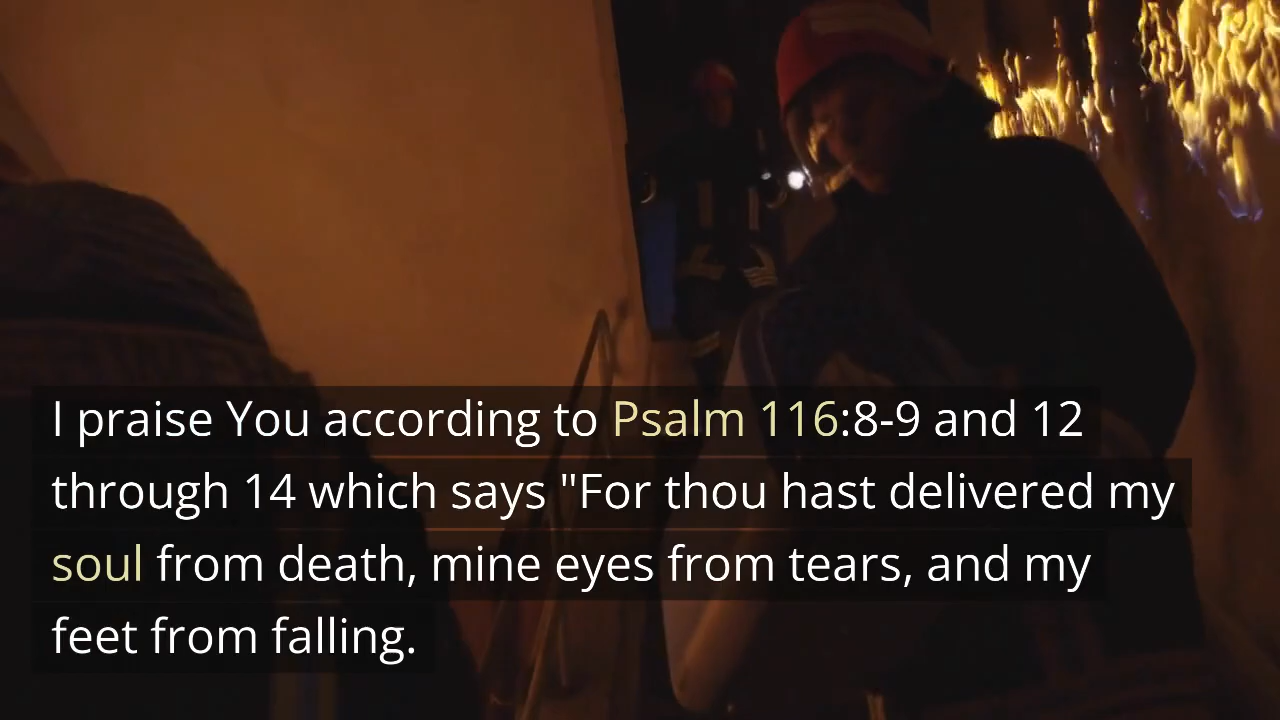 I praise You according to Psalm 116:8-9 and 12
through 14 which says "For thou hast delivered my
soul from death, mine eyes from tears, and my
feet from falling.